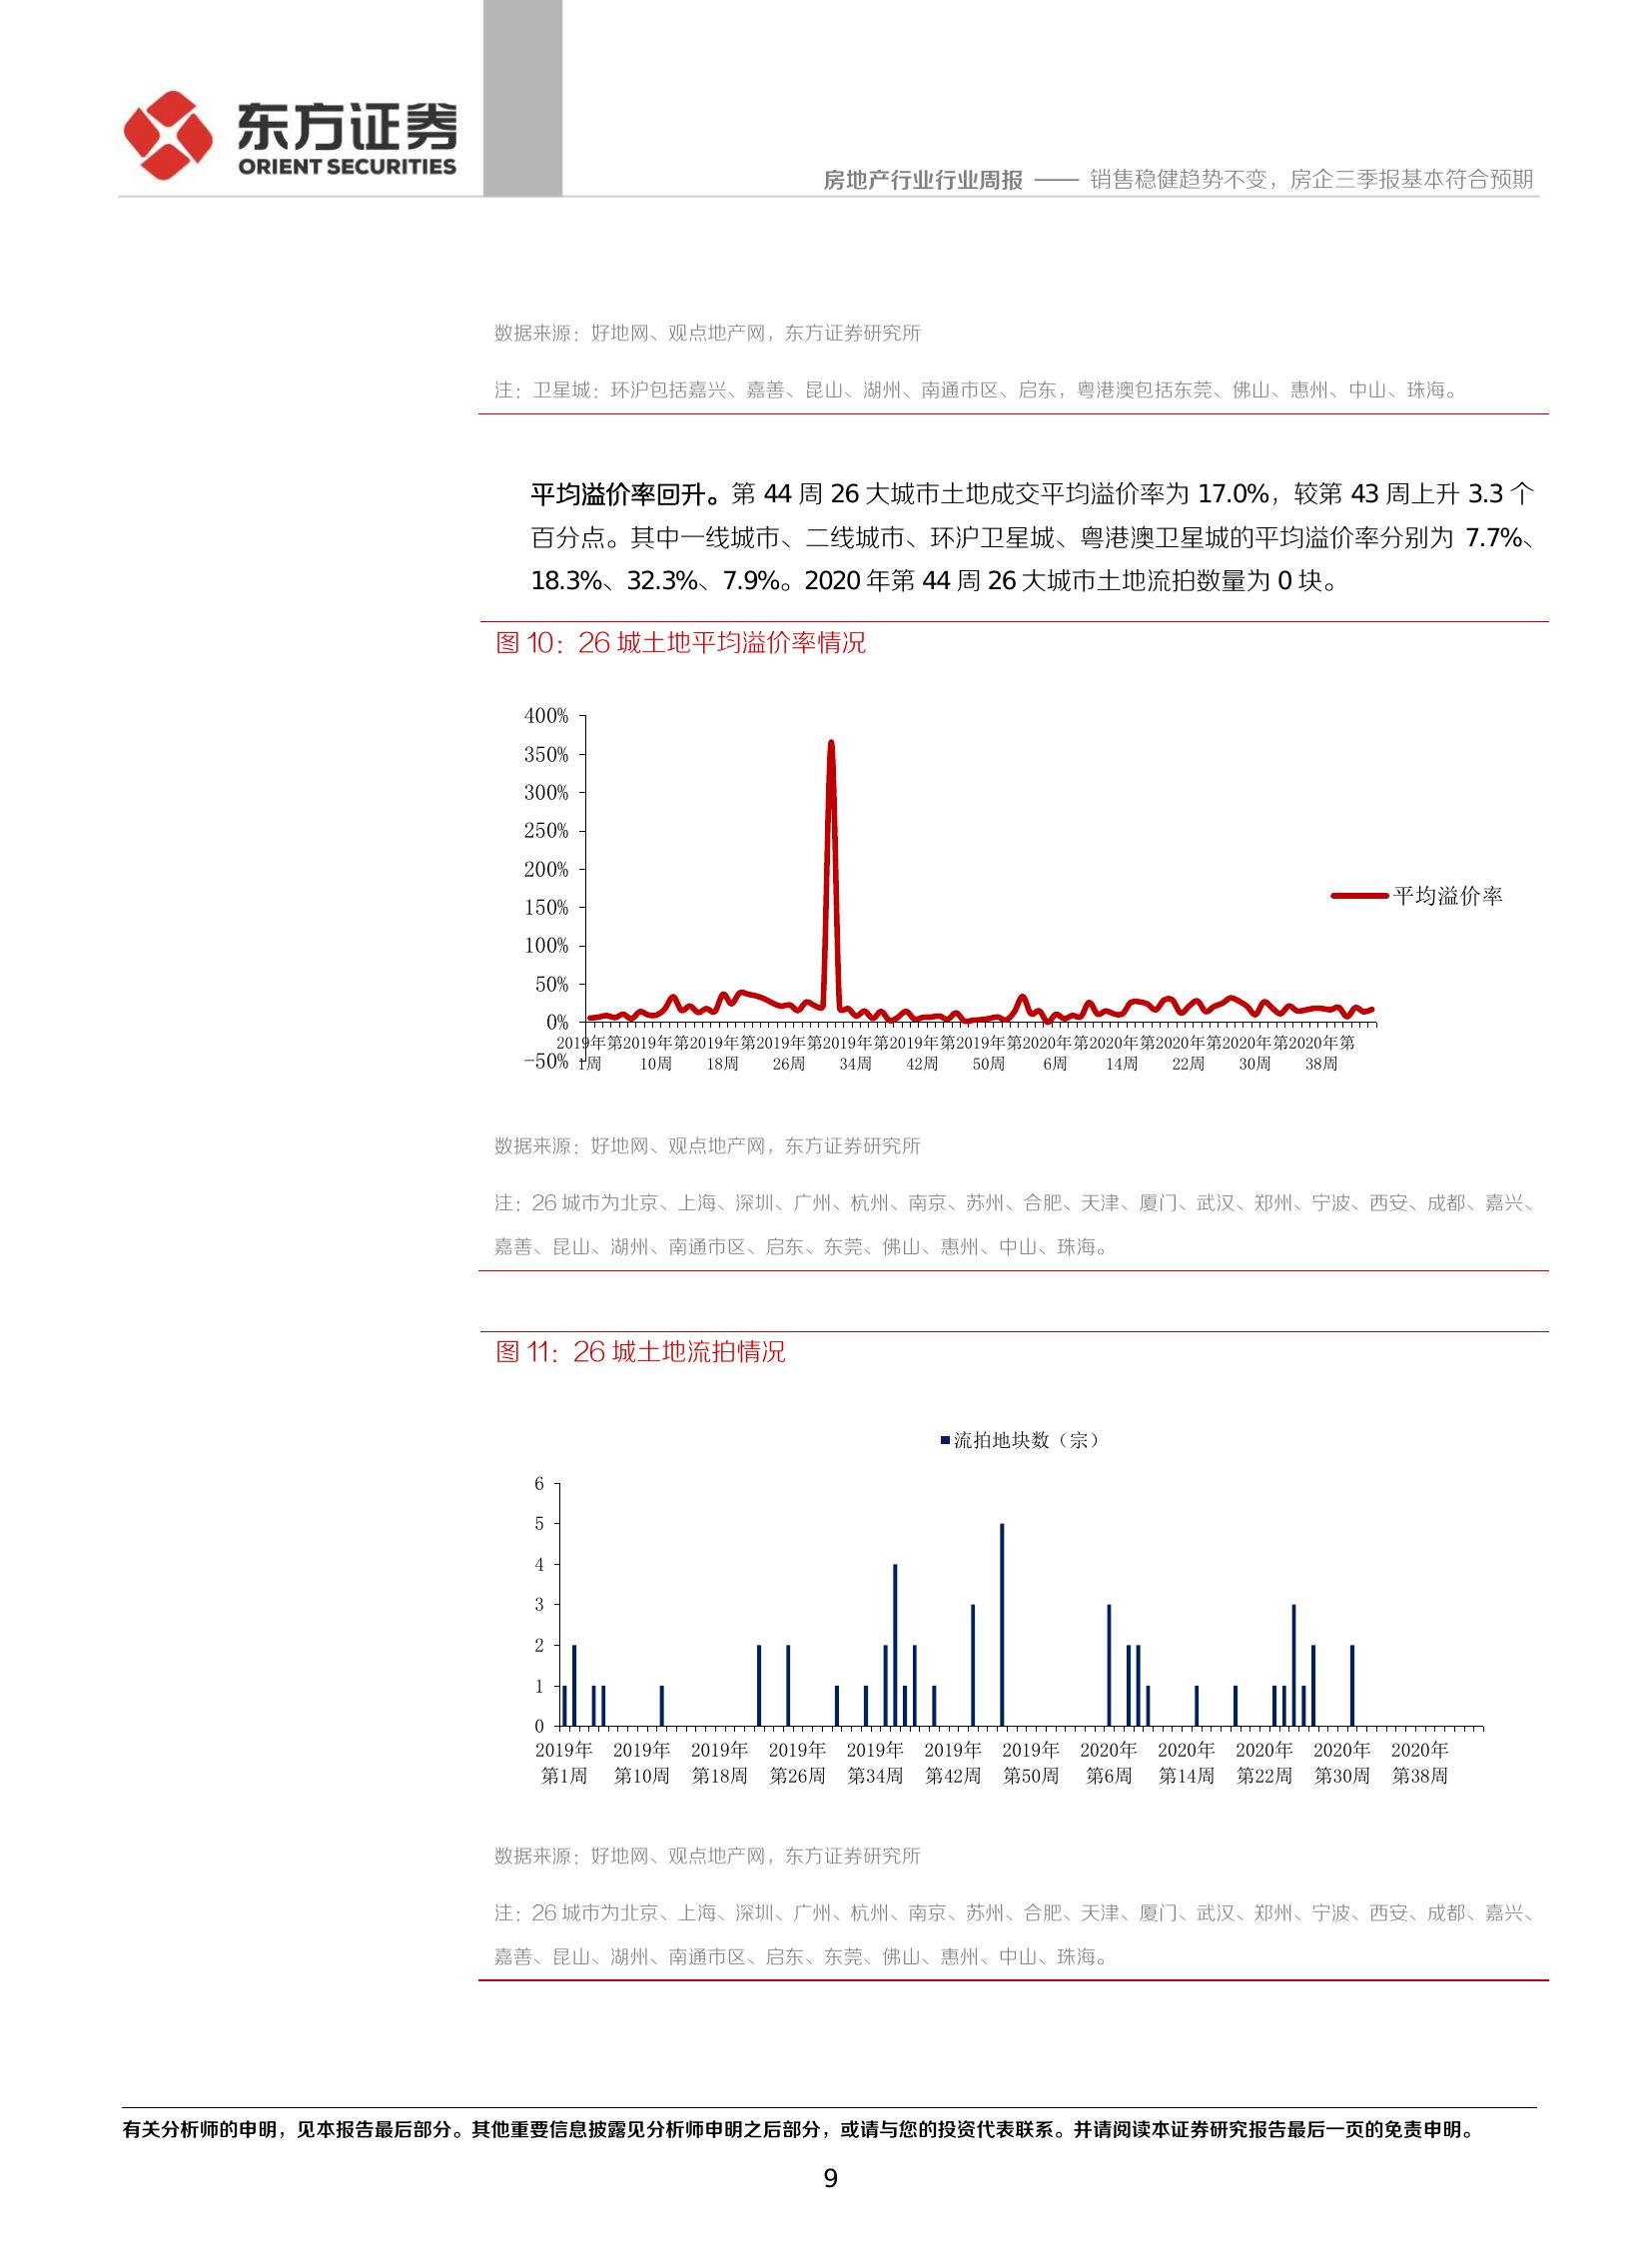 东方证券
ORIENT SECURITIES
房地产行业行业周报 —— 销售稳健趋势不变，房企三季报基本符合预期
数据来源：好地网、观点地产网，东方证券研究所
注：卫星城：环沪包括嘉兴、嘉善、昆山、湖州、南通市区、启东，粤港澳包括东莞、佛山、惠州、中山、珠海。
平均溢价率回升。第 44 周 26 大城市土地成交平均溢价率为 17.0%，较第 43 周上升 3.3 个
百分点。其中一线城市、二线城市、环沪卫星城、粤港澳卫星城的平均溢价率分别为 7.7%、
18.3%、32.3%、7.9%。2020 年第 44 周 26 大城市土地流拍数量为 0 块。
图 10：26 城土地平均溢价率情况
400%
350%
300%
250%
200%
150%
100%
50%
0%
-50%
平均溢价率
2019年第2019年第2019年第2019年第2019年第2019年第2019年第2020年第2020年第2020年第2020年第2020年第
1周 10周 18周 26周 34周 42周 50周 6周 14周 22周 30周 38周
数据来源：好地网、观点地产网，东方证券研究所
注：26 城市为北京、上海、深圳、广州、杭州、南京、苏州、合肥、天津、厦门、武汉、郑州、宁波、西安、成都、嘉兴、
嘉善、昆山、湖州、南通市区、启东、东莞、佛山、惠州、中山、珠海。
图 11：26 城土地流拍情况
流拍地块数（宗）
6
5
4
3
2
1
0
2019年 2019年 2019年 2019年 2019年 2019年 2019年 2020年 2020年 2020年 2020年 2020年
第1周 第10周 第18周 第26周 第34周 第42周 第50周 第6周 第14周 第22周 第30周 第38周
数据来源：好地网、观点地产网，东方证券研究所
注：26 城市为北京、上海、深圳、广州、杭州、南京、苏州、合肥、天津、厦门、武汉、郑州、宁波、西安、成都、嘉兴、
嘉善、昆山、湖州、南通市区、启东、东莞、佛山、惠州、中山、珠海。
有关分析师的申明，见本报告最后部分。其他重要信息披露见分析师申明之后部分，或请与您的投资代表联系。并请阅读本证券研究报告最后一页的免责申明。
9